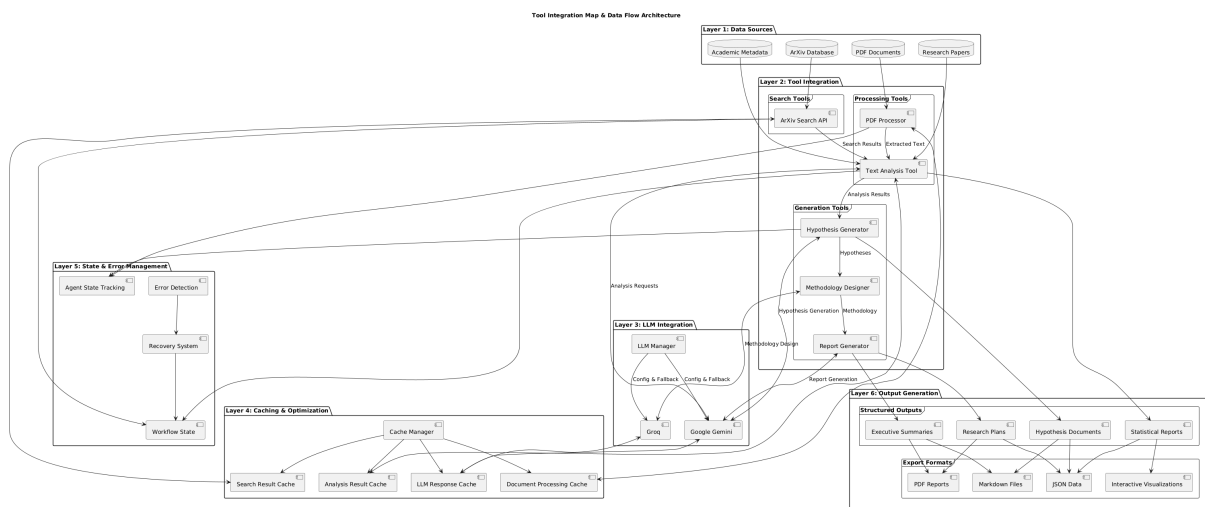 Tool Integration Map & Data Flow Architecture
Layer 1: Data Sources
Academic Metadata
ArXiv Database
PDF Documents
Research Papers
Layer 2: Tool Integration
Search Tools
ArXiv Search API
Processing Tools
PDF Processor
Search Results
Extracted Text
Text Analysis Tool
Analysis Results
Generation Tools
Hypothesis Generator
Hypotheses
Methodology Designer
Methodology
Report Generator
Layer 5: State & Error Management
Agent State Tracking
Error Detection
Recovery System
Workflow State
Analysis Requests
Hypothesis Generation
Methodology Design
Report Generation
Layer 3: LLM Integration
LLM Manager
Config & Fallback
Config & Fallback
Groq
Google Gemini
Layer 4: Caching & Optimization
Cache Manager
Search Result Cache
Analysis Result Cache
LLM Response Cache
Document Processing Cache
Layer 6: Output Generation
Structured Outputs
Executive Summaries
Research Plans
Hypothesis Documents
Statistical Reports
Export Formats
PDF Reports
Markdown Files
JSON Data
Interactive Visualizations